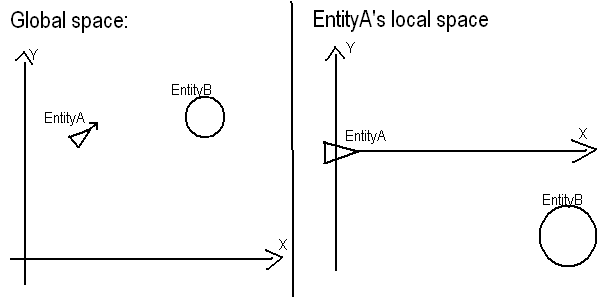 Global space:
Y
EntityB
EntityA
X
EntityA's local space
Y
EntityA
X
EntityB